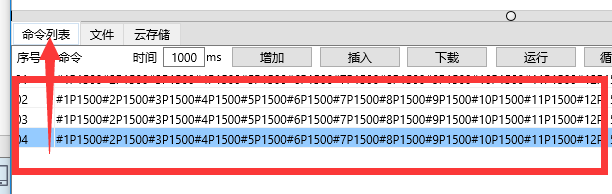 命令列表 文件 云存储
序号 命令 时间 1000 ms 增加 插入 下载 运行
02 #1P1500#2P1500#3P1500#4P1500#5P1500#6P1500#7P1500#8P1500#9P1500#10P1500#11P1500#12P
03 #1P1500#2P1500#3P1500#4P1500#5P1500#6P1500#7P1500#8P1500#9P1500#10P1500#11P1500#12P
04 #1P1500#2P1500#3P1500#4P1500#5P1500#6P1500#7P1500#8P1500#9P1500#10P1500#11P1500#12P